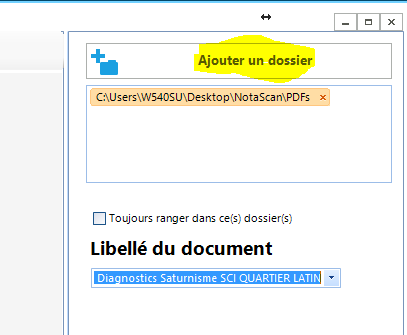 Ajouter un dossier
C:\Users\W540SU\Desktop\NotaScan\PDFs ×
Toujours ranger dans ce(s) dossier(s)
Libellé du document
Diagnostics Saturnisme SCI QUARTIER LATIN